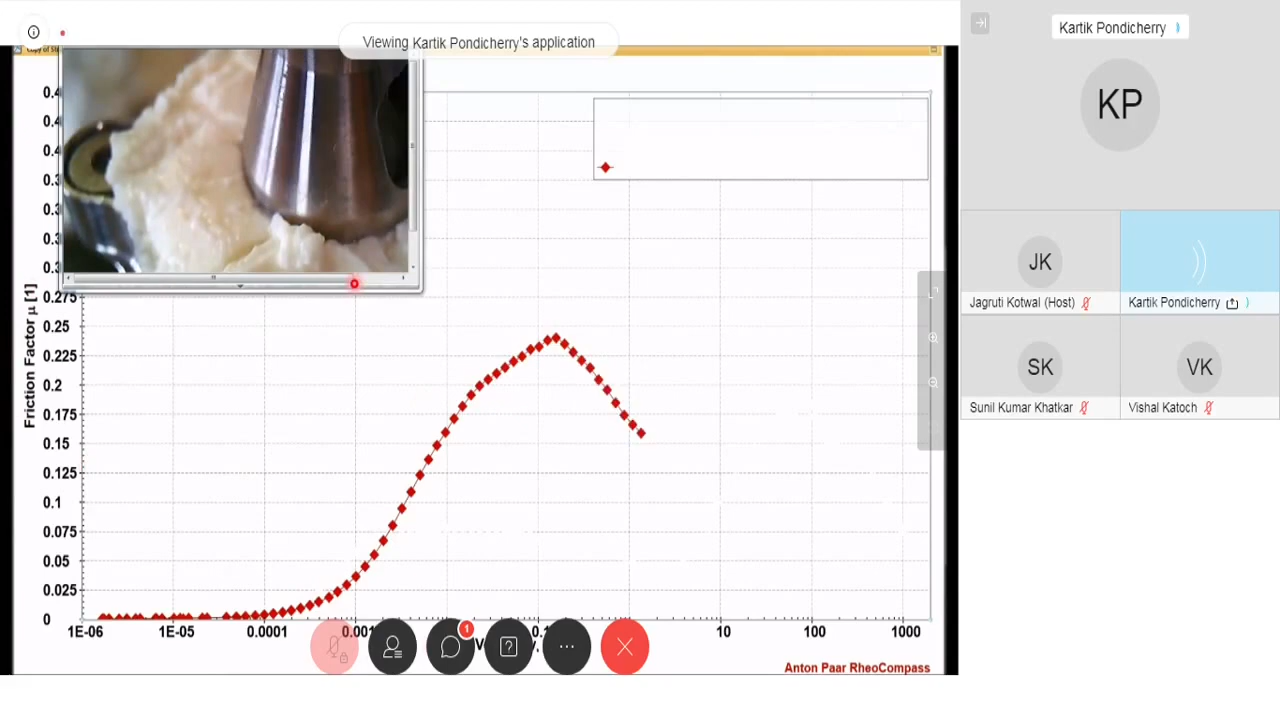 Viewing Kartik Pondicherry's application
Kartik Pondicherry
KP
JK
Jagruti Kotwal (Host)
Kartik Pondicherry
SK
Sunil Kumar Khatkar
VK
Vishal Katoch
Friction Factor µ [1]
0.275
0.25
0.225
0.2
0.175
0.15
0.125
0.1
0.075
0.05
0.025
0
1E-06
1E-05
0.0001
10
100
1000
1
Anton Paar RheoCompass